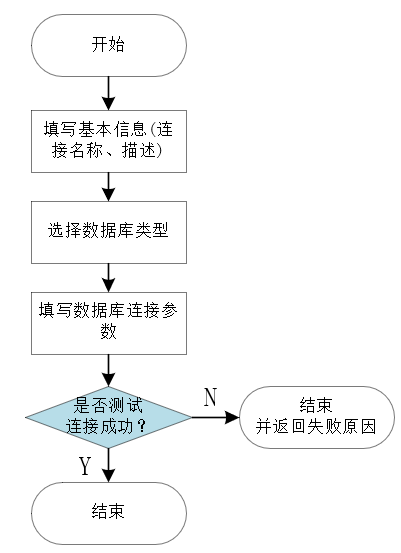 开始
填写基本信息(连
接名称、描述)
选择数据库类型
填写数据库连接参
数
是否测试
连接成功？
N
结束
并返回失败原因
Y
结束